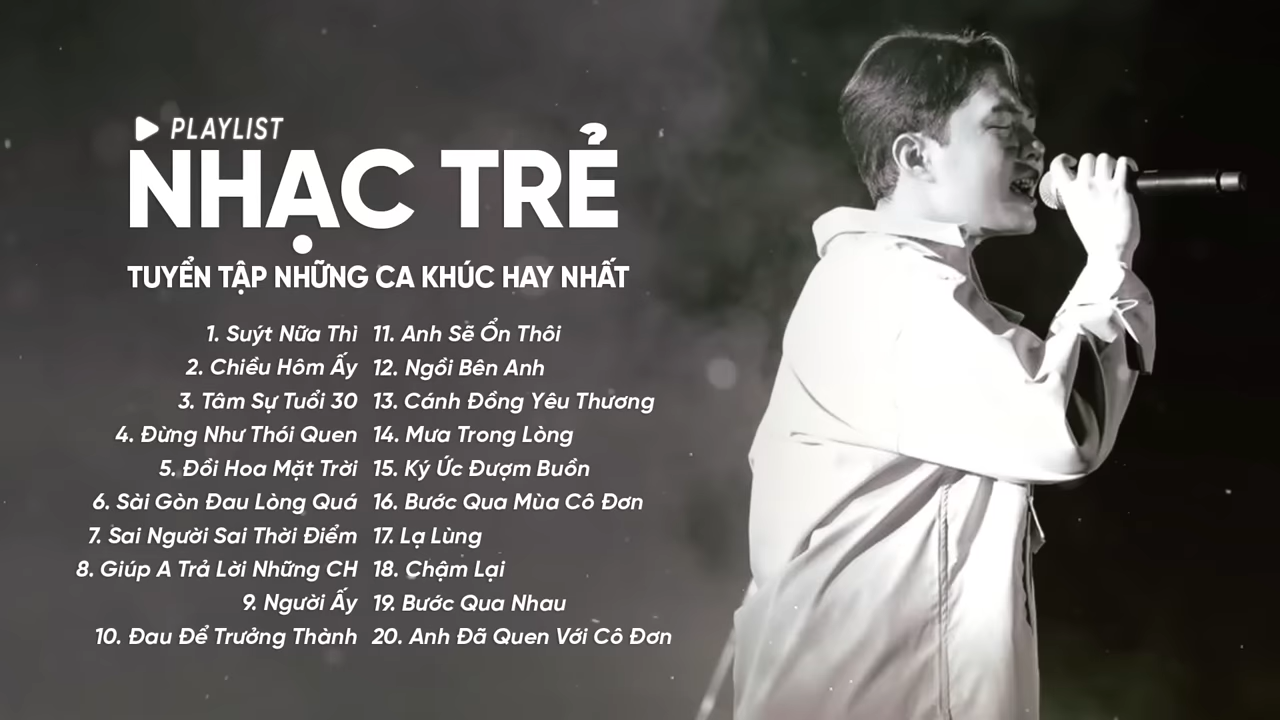 PLAYLIST
NHẠC TRẺ
TUYỂN TẬP NHỮNG CA KHÚC HAY NHẤT
1. Suýt Nữa Thì
2. Chiều Hôm Ấy
3. Tâm Sự Tuổi 30
4. Đừng Như Thói Quen
5. Đồi Hoa Mặt Trời
6. Sài Gòn Đau Lòng Quá
7. Sai Người Sai Thời Điểm
8. Giúp A Trả Lời Những CH
9. Người Ấy
10. Đau Để Trưởng Thành
11. Anh Sẽ Ổn Thôi
12. Ngồi Bên Anh
13. Cánh Đồng Yêu Thương
14. Mưa Trong Lòng
15. Ký Ức Đượm Buồn
16. Bước Qua Mùa Cô Đơn
17. Lạ Lùng
18. Chậm Lại
19. Bước Qua Nhau
20. Anh Đã Quen Với Cô Đơn